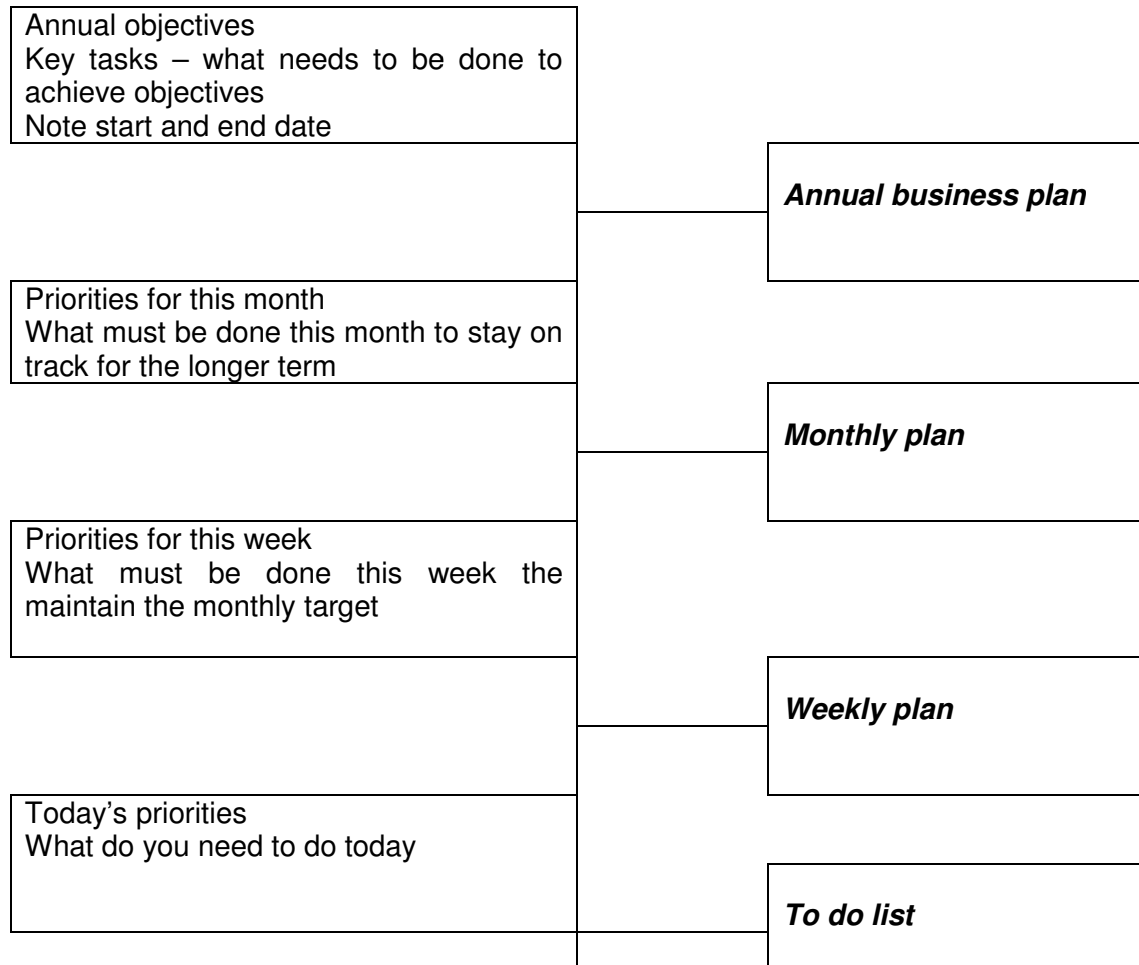 Annual objectives
Key tasks – what needs to be done to
achieve objectives
Note start and end date
Annual business plan
Priorities for this month
What must be done this month to stay on
track for the longer term
Monthly plan
Priorities for this week
What must be done this week the
maintain the monthly target
Weekly plan
Today's priorities
What do you need to do today
To do list